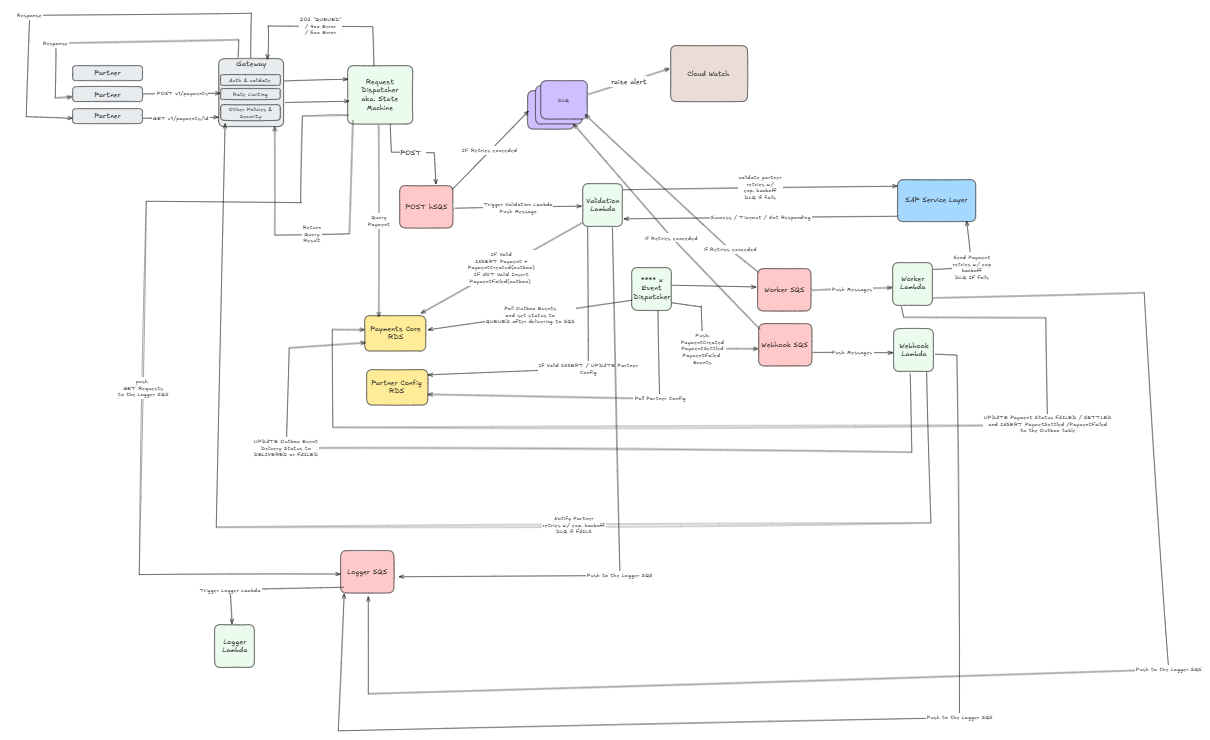 Response
202 "QUEUED"
/ 4xx Error
/ 5xx Error
Response
Gateway
Auth & validate
Rate Limiting
Other Policies &
Security
Partner
Partner
Partner
POST v1/payments
GET v1/payments/id
Request
Dispatcher
aka. State
Machine
DLQ
raise alert
Cloud Watch
POST
If Retries exceeded
POST hSQS
Trigger Validation Lambda
Push Message
Validation
Lambda
validate partner
retries w/
exp. backoff
DLQ if fails
SAP Service Layer
Success / Timeout / Not Responding
Query
Payment
Return
Query
Result
If Retries exceeded
If Retries exceeded
If Valid
INSERT Payment +
PaymentCreated(outbox)
If NOT Valid Insert
PaymentFailed(outbox)
**** x
Event
Dispatcher
Worker SQS
Push Messages
Worker
Lambda
Send Payment
retries w/ exp
backoff
DLQ if fails
Poll Outbox Events
and set status to
QUEUED after delivering to SQS
Payments Core
RDS
Push
PaymentCreated
PaymentSettled
PaymentFailed
Events
Webhook SQS
Push Messages
Webhook
Lambda
If Valid INSERT / UPDATE Partner
Config
Partner Config
RDS
Poll Partner Config
push
GET Requests
to the Logger SQS
UPDATE Payment Status FAILED / SETTLED
and INSERT PaymetSettled /PaymentFailed
to the Outbox table
UPDATE Outbox Event
Delivery Status to
DELIVERED or FAILED
Notify Partner
retries w/ exp. backoff
DLQ if FAILS
Logger SQS
Push to the Logger SQS
Trigger Logger Lambda
Logger
Lambda
Push to the Logger SQS
Push to the Logger SQS